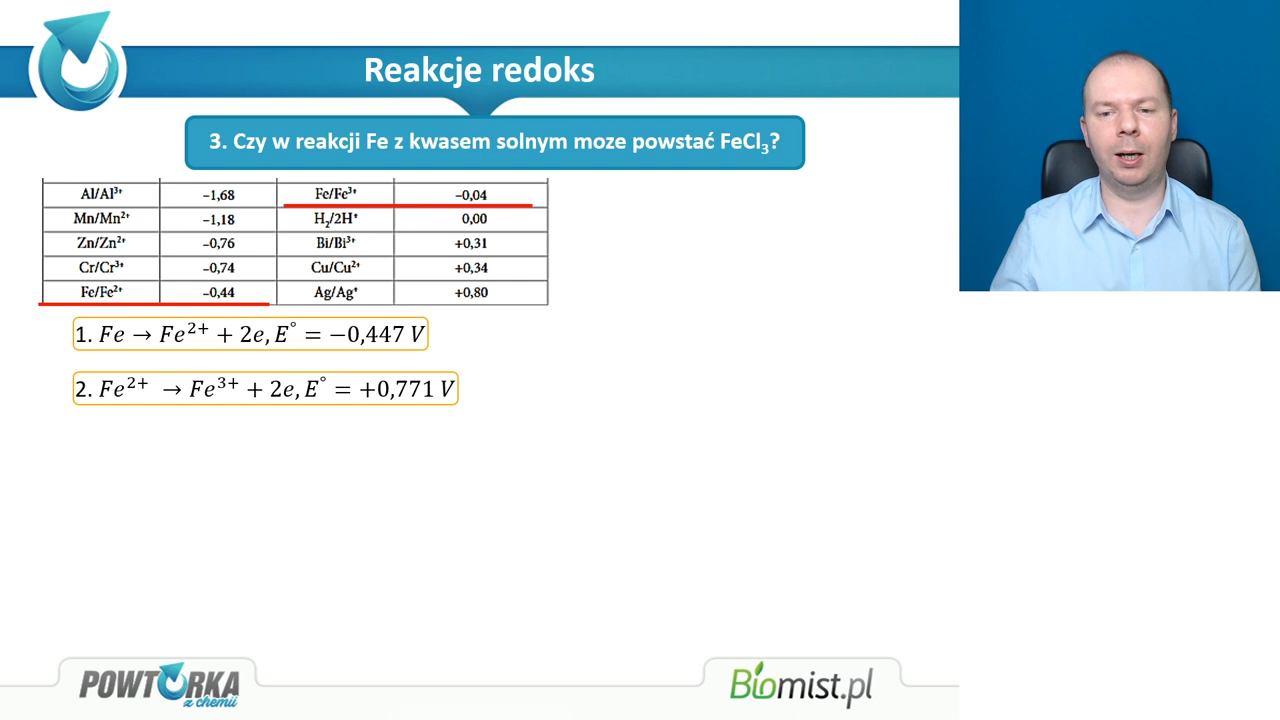 Reakcje redoks
3. Czy w reakcji Fe z kwasem solnym moze powstać FeCl₃?
Al/Al³⁺ −1,68 Fe/Fe³⁺ −0,04
Mn/Mn²⁺ −1,18 H₂/2H⁺ 0,00
Zn/Zn²⁺ −0,76 Bi/Bi³⁺ +0,31
Cr/Cr³⁺ −0,74 Cu/Cu²⁺ +0,34
Fe/Fe²⁺ −0,44 Ag/Ag⁺ +0,80
1. Fe → Fe²⁺ + 2e, E° = −0,447 V
2. Fe²⁺ → Fe³⁺ + 2e, E° = +0,771 V
POWTÓRKA
z chemii
Biomist.pl